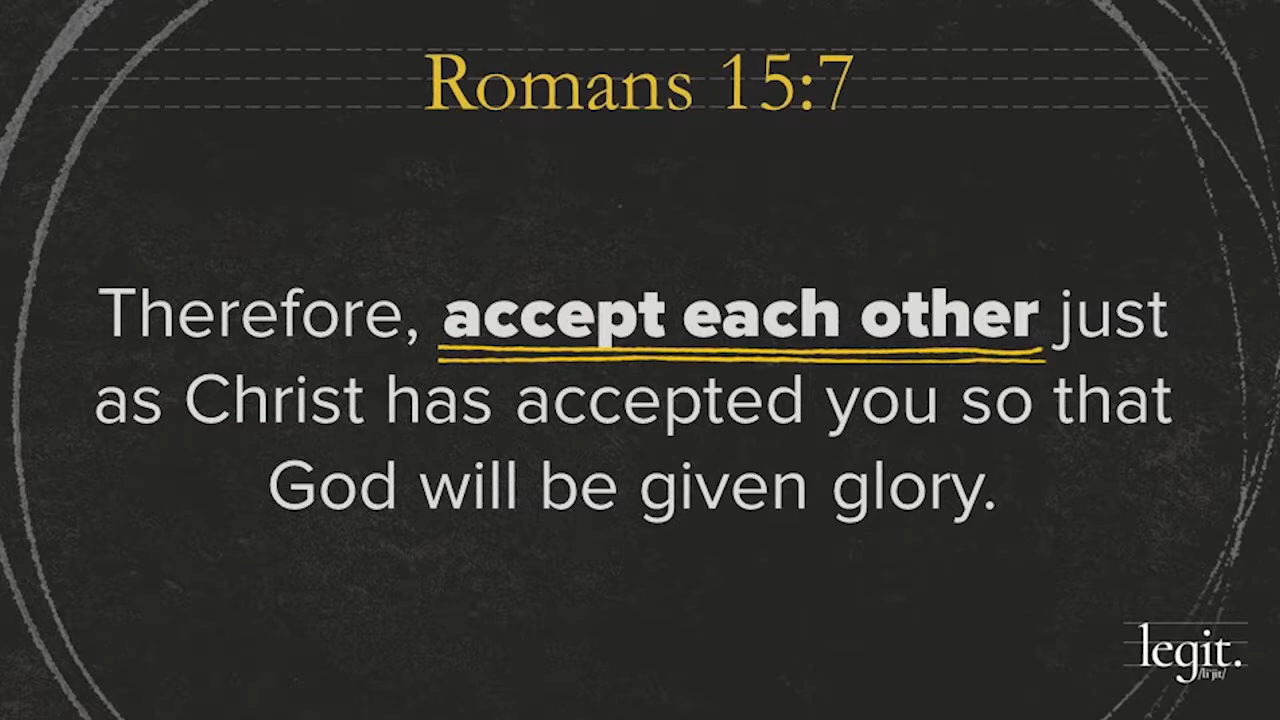 Romans 15:7
Therefore, accept each other just
as Christ has accepted you so that
God will be given glory.
legit.